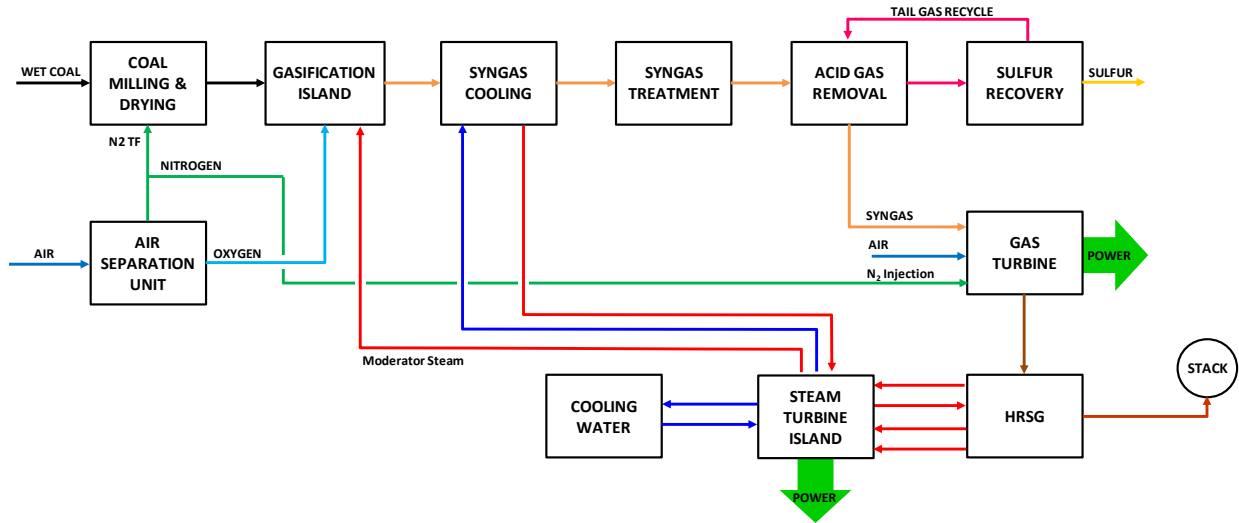 TAIL GAS RECYCLE
WET COAL
COAL
MILLING &
DRYING
GASIFICATION
ISLAND
SYNGAS
COOLING
SYNGAS
TREATMENT
ACID GAS
REMOVAL
SULFUR
RECOVERY
SULFUR
N2 TF
NITROGEN
AIR
AIR
SEPARATION
UNIT
OXYGEN
SYNGAS
AIR
N₂ Injection
GAS
TURBINE
POWER
Moderator Steam
COOLING
WATER
STEAM
TURBINE
ISLAND
HRSG
STACK
POWER